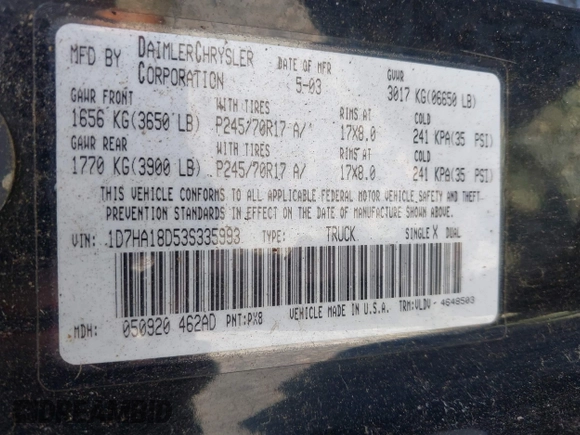 MFD BY DAIMLERCHRYSLER CORPORATION DATE OF MFR 5-03 GVWR 3017 KG(06650 LB)
GAWR FRONT WITH TIRES RIMS AT COLD
1656 KG(3650 LB) P245/70R17 A/ 17X8.0 241 KPA(35 PSI)
GAWR REAR WITH TIRES RIMS AT COLD
1770 KG(3900 LB) P245/70R17 A/ 17X8.0 241 KPA(35 PSI)
THIS VEHICLE CONFORMS TO ALL APPLICABLE FEDERAL MOTOR VEHICLE SAFETY AND THEFT
PREVENTION STANDARDS IN EFFECT ON THE DATE OF MANUFACTURE SHOWN ABOVE.
VIN: 1D7HA18D53S335993 TYPE: TRUCK SINGLE X DUAL
MDH: 050920 462AD PNT:PX8 VEHICLE MADE IN U.S.A. TRM:VLDV - 4648503
BIDREAMBID